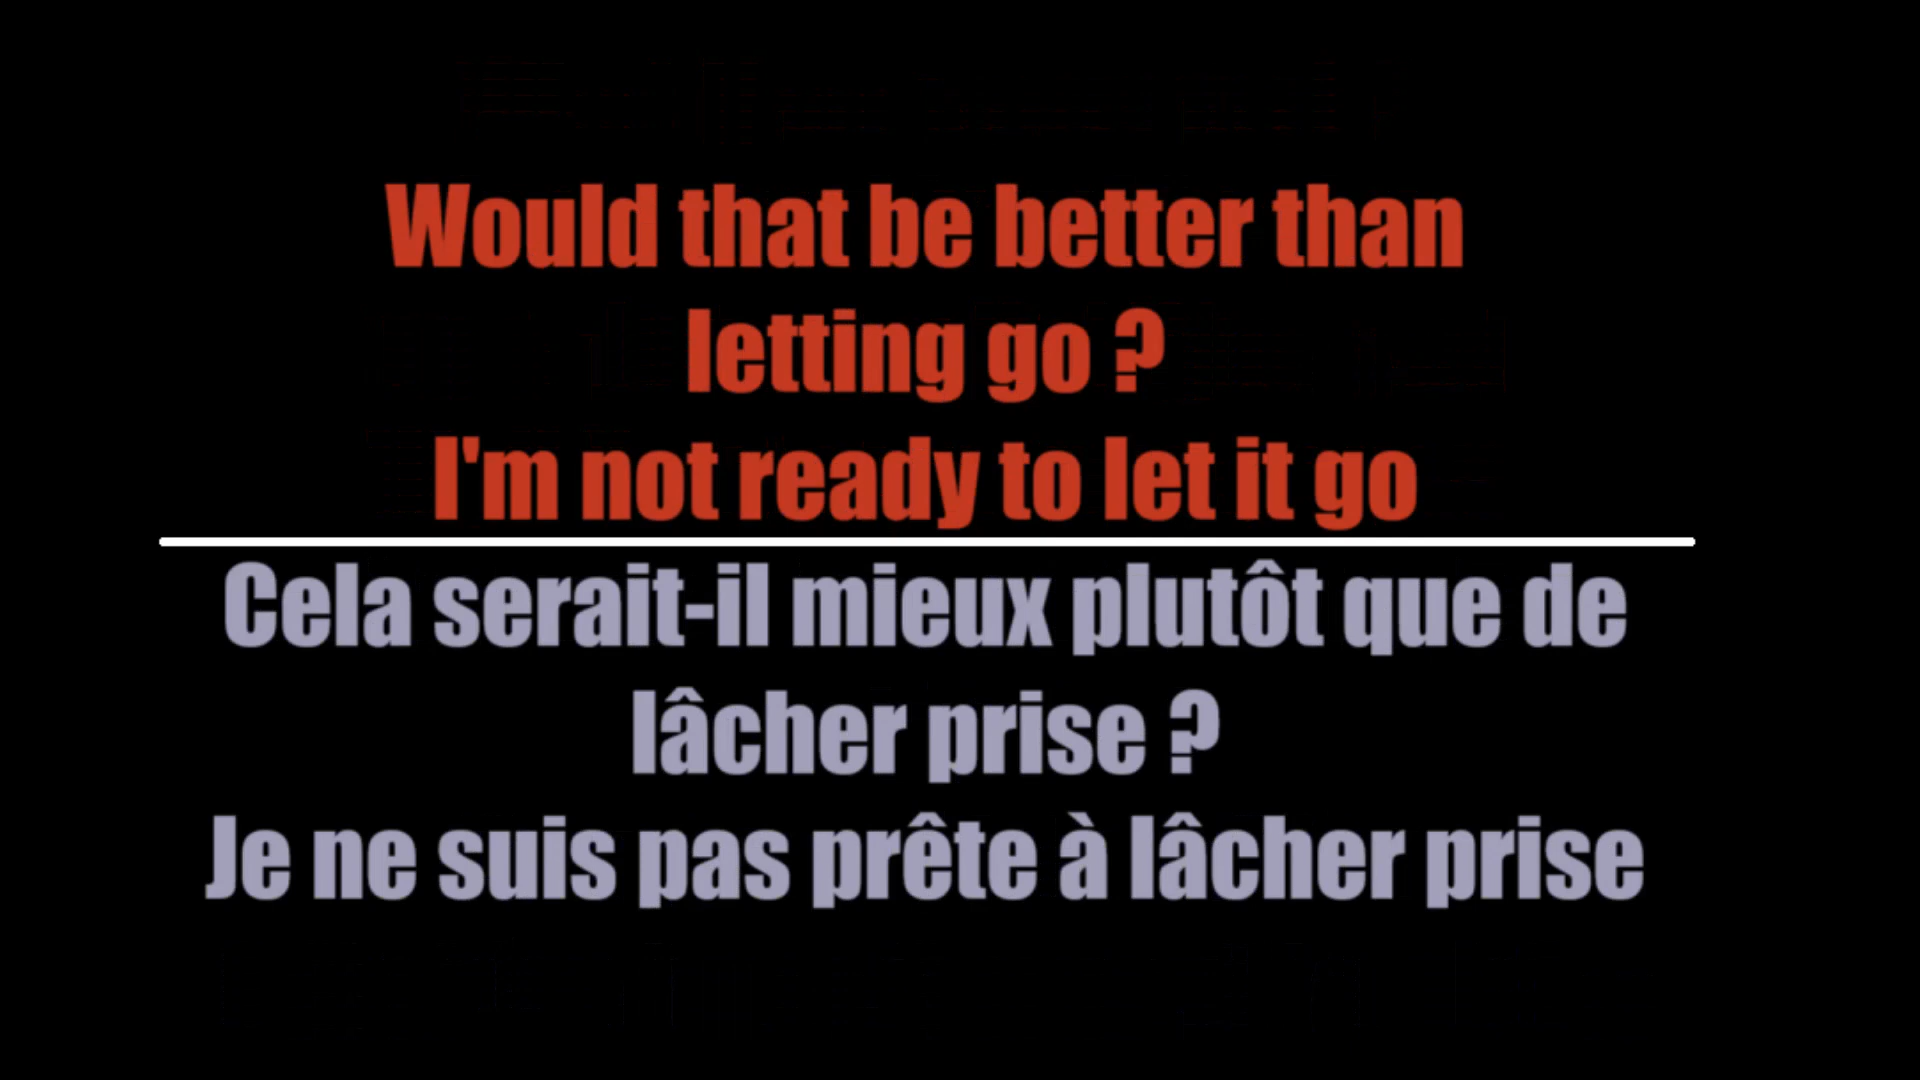 Would that be better than
letting go ?
I'm not ready to let it go
Cela serait-il mieux plutôt que de
lâcher prise ?
Je ne suis pas prête à lâcher prise